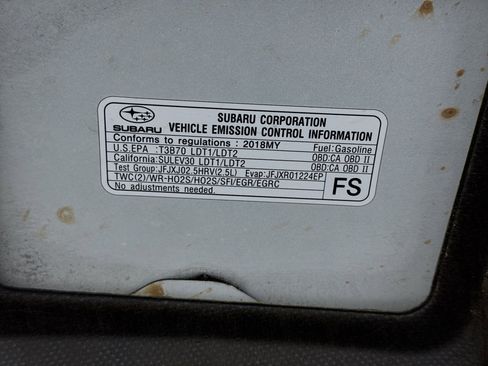 SUBARU
SUBARU CORPORATION
VEHICLE EMISSION CONTROL INFORMATION
Conforms to regulations : 2018MY Fuel:Gasoline
U.S.EPA :T3B70 LDT1/LDT2 OBD:CA OBD II
California:SULEV30 LDT1/LDT2 OBD:CA OBD II
Test Group:JFJXJ02.5HRV(2.5L) Evap:JFJXR01224EP
TWC(2)/WR-HO2S/HO2S/SFI/EGR/EGRC
No adjustments needed.
FS